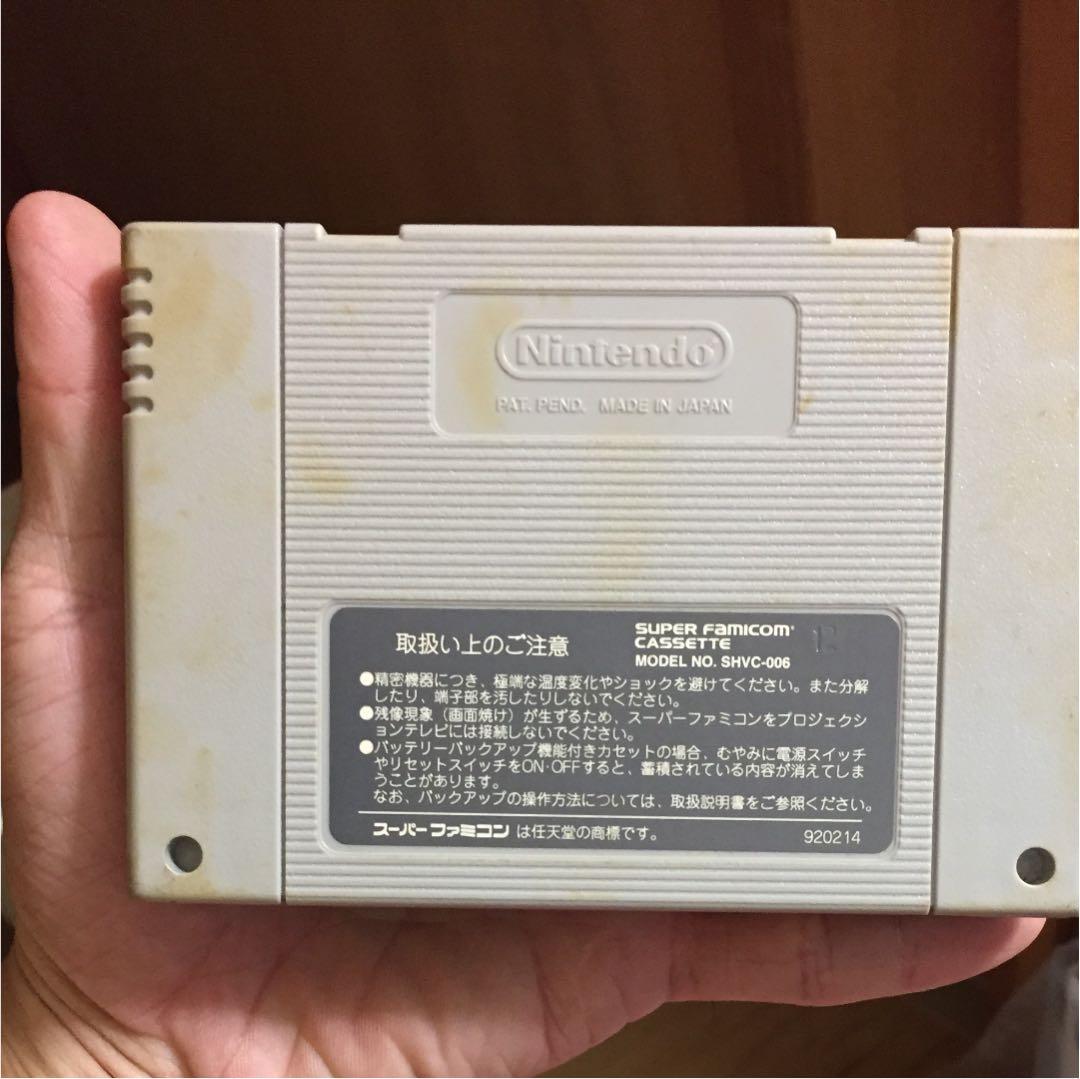 Nintendo
PAT. PEND. MADE IN JAPAN
取扱い上のご注意
SUPER FAMICOM
CASSETTE
MODEL NO. SHVC-006
●精密機器につき、極端な温度変化やショックを避けてください。また分解
したり、端子部を汚したりしないでください。
●残像現象（画面焼け）が生ずるため、スーパーファミコンをプロジェクシ
ョンテレビには接続しないでください。
●バッテリーバックアップ機能付きカセットの場合、むやみに電源スイッチ
やリセットスイッチをON·OFFすると、蓄積されている内容が消えてしま
うことがあります。
なお、バックアップの操作方法については、取扱説明書をご参照ください。
スーパーファミコン は任天堂の商標です。
920214